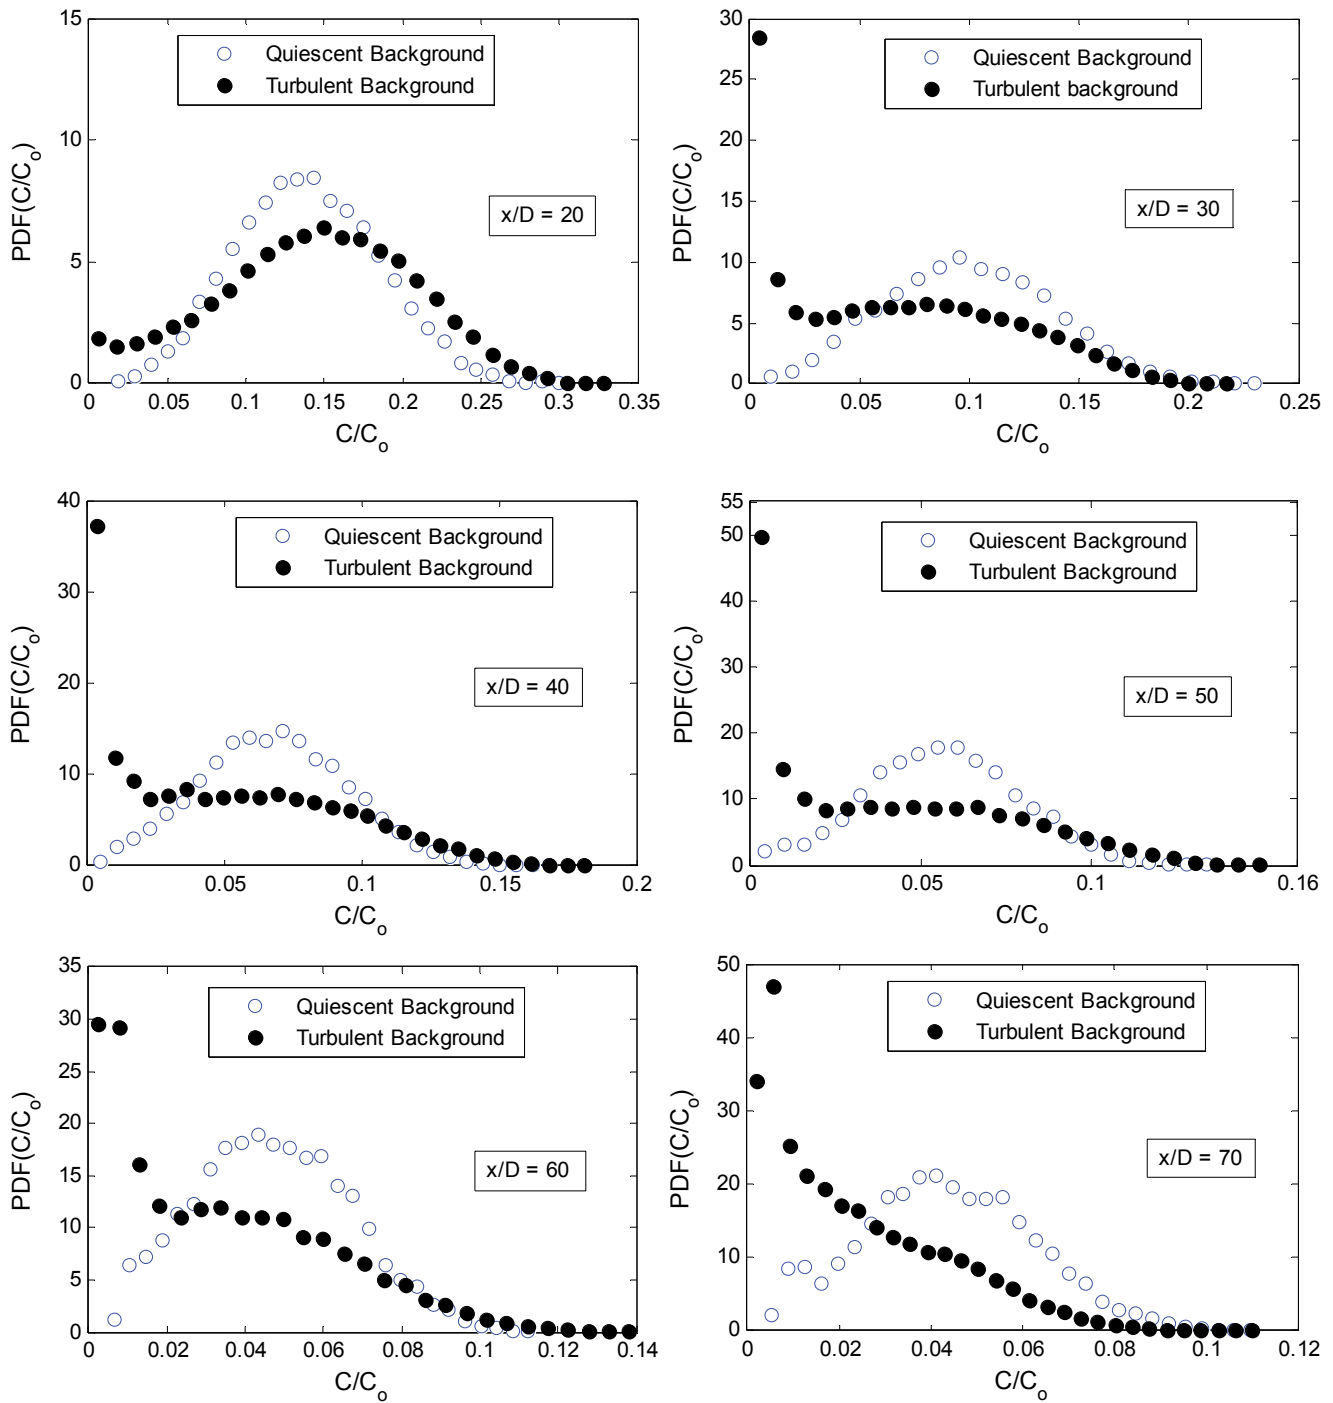 15
10
5
0
0
0.05
0.1
0.15
0.2
0.25
0.3
0.35
PDF(C/Co)
C/Co
Quiescent Background
Turbulent Background
x/D = 20
30
25
20
15
10
5
0
0
0.05
0.1
0.15
0.2
0.25
PDF(C/Co)
C/Co
Quiescent Background
Turbulent background
x/D = 30
40
30
20
10
0
0
0.05
0.1
0.15
0.2
PDF(C/Co)
C/Co
Quiescent Background
Turbulent Background
x/D = 40
55
50
40
30
20
10
0
0
0.05
0.1
0.16
PDF(C/Co)
C/Co
Quiescent Background
Turbulent Background
x/D = 50
35
30
25
20
15
10
5
0
0
0.02
0.04
0.06
0.08
0.10
0.12
0.14
PDF(C/Co)
C/Co
Quiescent Background
Turbulent Background
x/D = 60
50
40
30
20
10
0
0
0.02
0.04
0.06
0.08
0.1
0.12
PDF(C/Co)
C/Co
Quiescent Background
Turbulent Background
x/D = 70